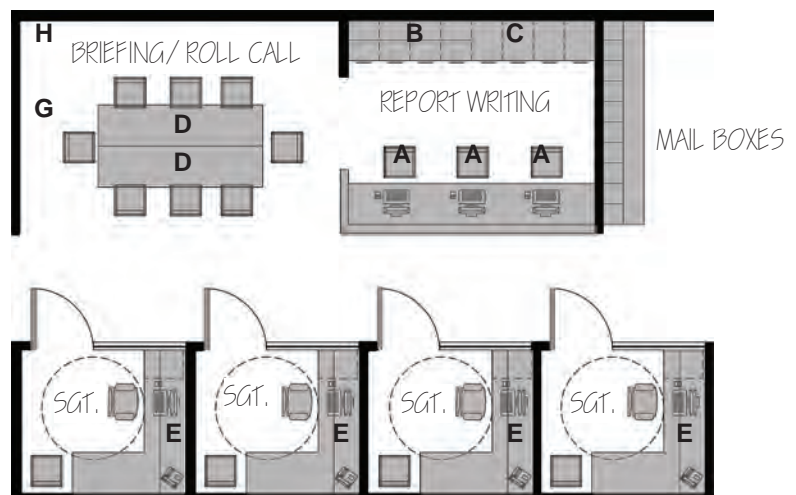 H
BRIEFING/ ROLL CALL
B
C
G
D
D
REPORT WRITING
A
A
A
MAIL BOXES
SGT.
E
SGT.
E
SGT.
E
SGT.
E